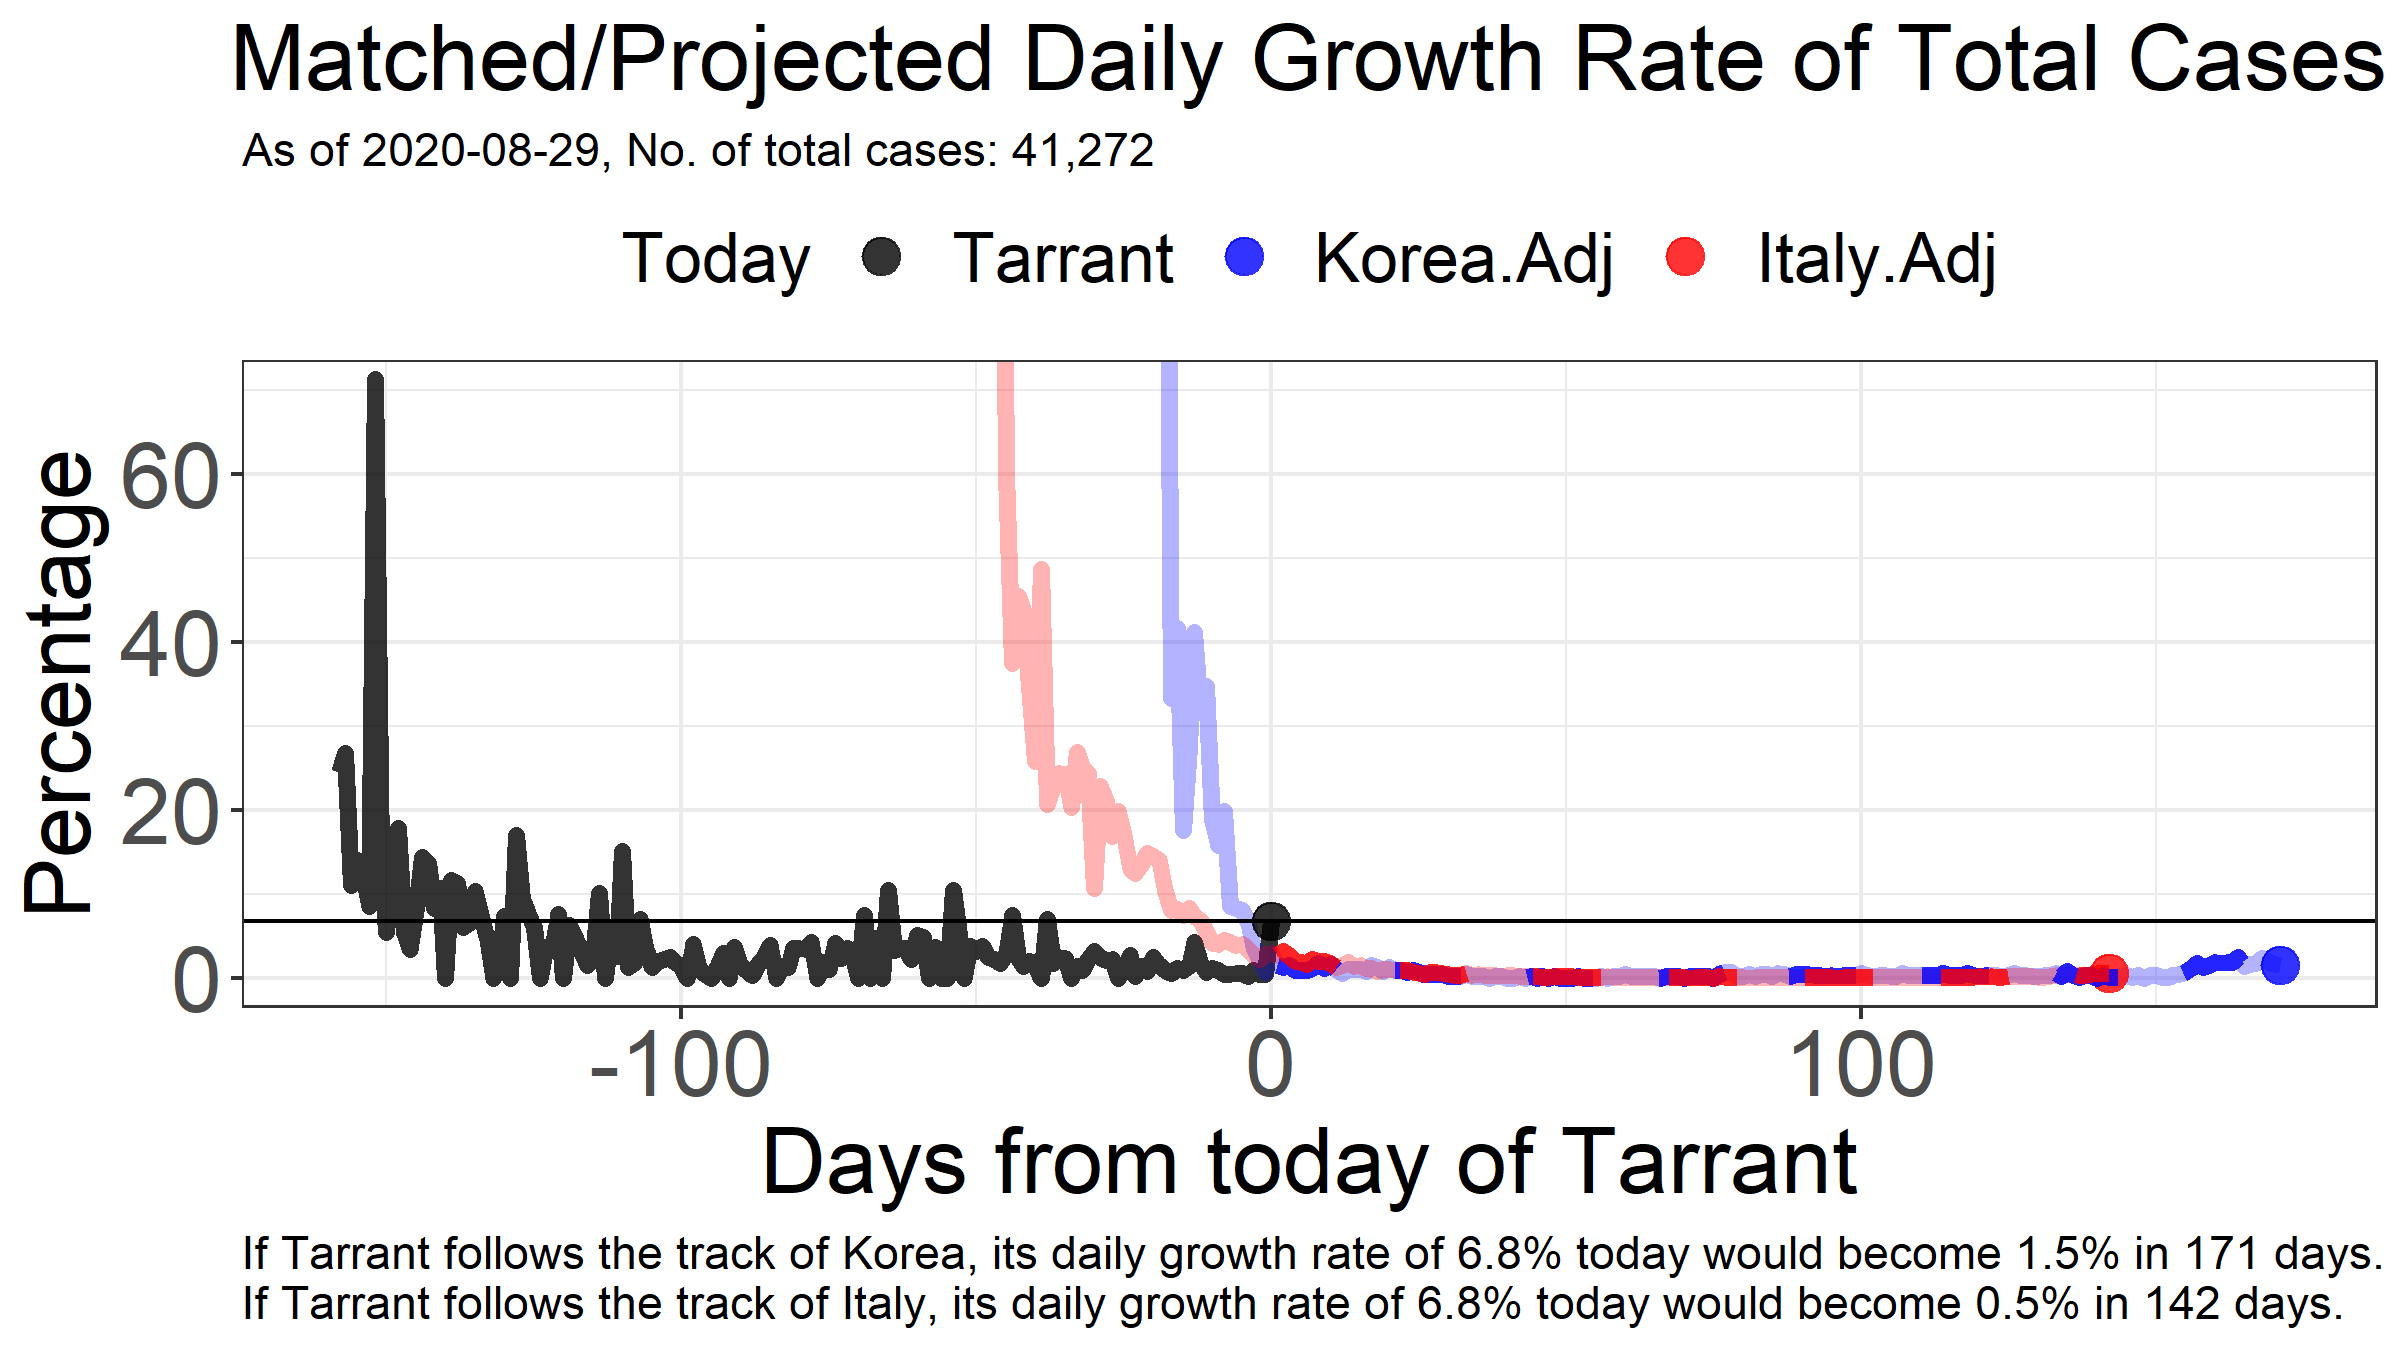 Matched/Projected Daily Growth Rate of Total Cases
As of 2020-08-29, No. of total cases: 41,272
Today Tarrant Korea.Adj Italy.Adj
Percentage
60
40
20
0
-100 0 100
Days from today of Tarrant
If Tarrant follows the track of Korea, its daily growth rate of 6.8% today would become 1.5% in 171 days.
If Tarrant follows the track of Italy, its daily growth rate of 6.8% today would become 0.5% in 142 days.